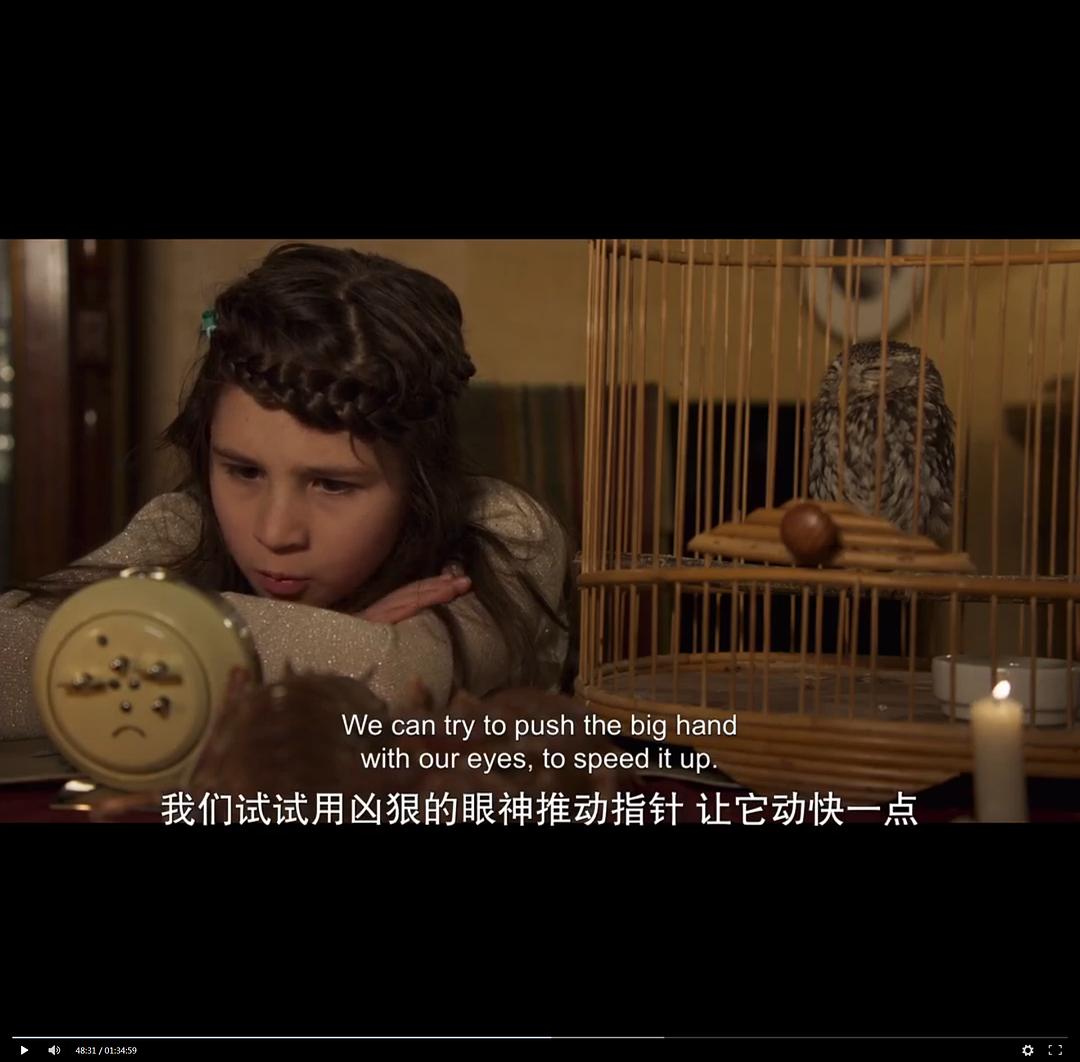 We can try to push the big hand
with our eyes, to speed it up.
我们试试用凶狠的眼神推动指针 让它动快一点
48:31 / 01:34:59